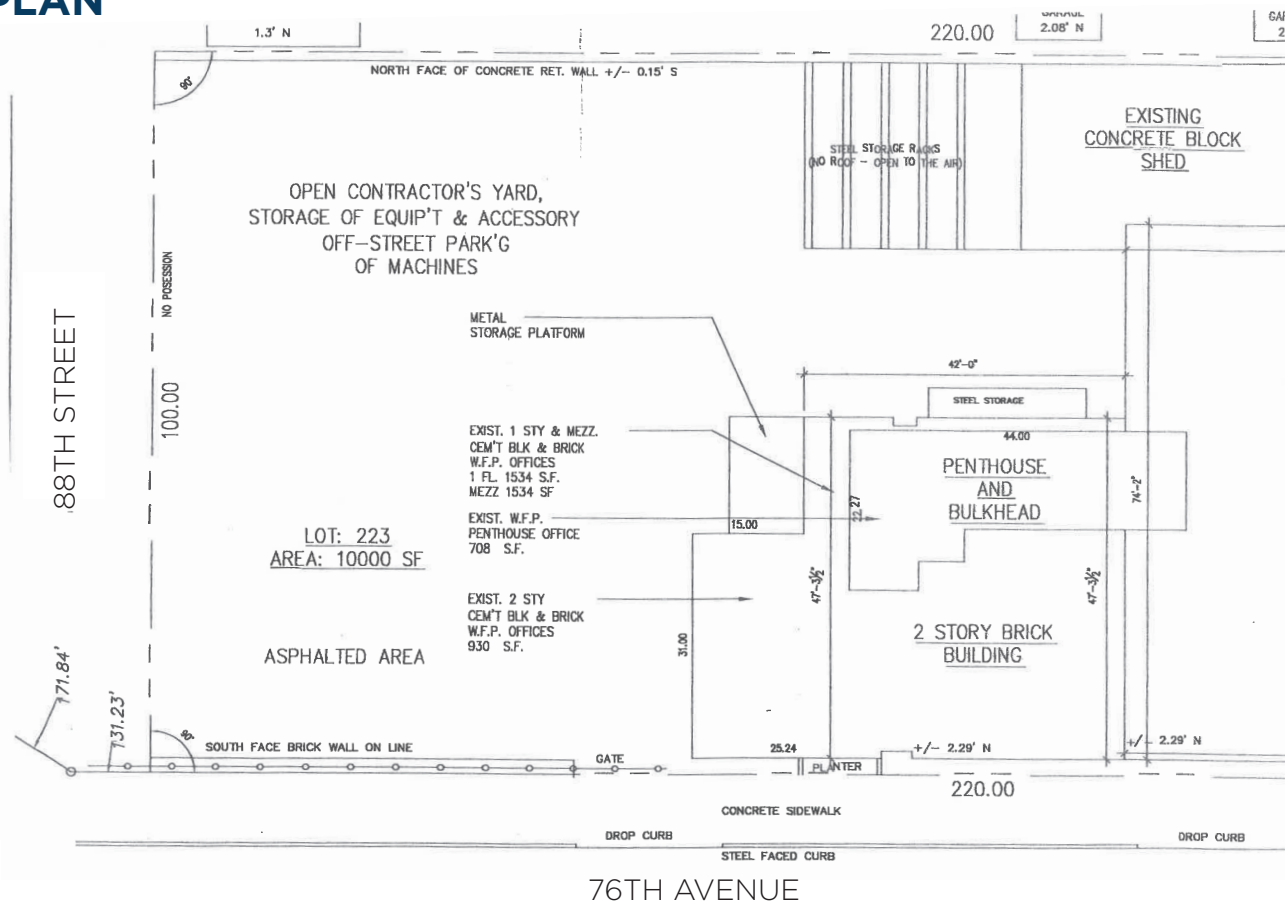 PLAN
1.3' N
220.00
GARAGE
2.08' N
NORTH FACE OF CONCRETE RET. WALL +/- 0.15' S
90'
EXISTING
CONCRETE BLOCK
SHED
STEEL STORAGE RACKS
(NO ROOF - OPEN TO THE AIR)
OPEN CONTRACTOR'S YARD,
STORAGE OF EQUIP'T & ACCESSORY
OFF-STREET PARK'G
OF MACHINES
NO POSESSION
88TH STREET
100.00
METAL
STORAGE PLATFORM
42'-0"
STEEL STORAGE
44.00
EXIST. 1 STY & MEZZ.
CEM'T BLK & BRICK
W.F.P. OFFICES
1 FL. 1534 S.F.
MEZZ 1534 SF
PENTHOUSE
AND
BULKHEAD
22.27
74'-2"
EXIST. W.F.P.
PENTHOUSE OFFICE
708 S.F.
15.00
LOT: 223
AREA: 10000 SF
47'-3½"
47'-3½"
EXIST. 2 STY
CEM'T BLK & BRICK
W.F.P. OFFICES
930 S.F.
31.00
2 STORY BRICK
BUILDING
ASPHALTED AREA
771.84'
731.23'
90'
SOUTH FACE BRICK WALL ON LINE
GATE
25.24
+/- 2.29' N
+/- 2.29' N
PLANTER
220.00
CONCRETE SIDEWALK
DROP CURB
DROP CURB
STEEL FACED CURB
76TH AVENUE